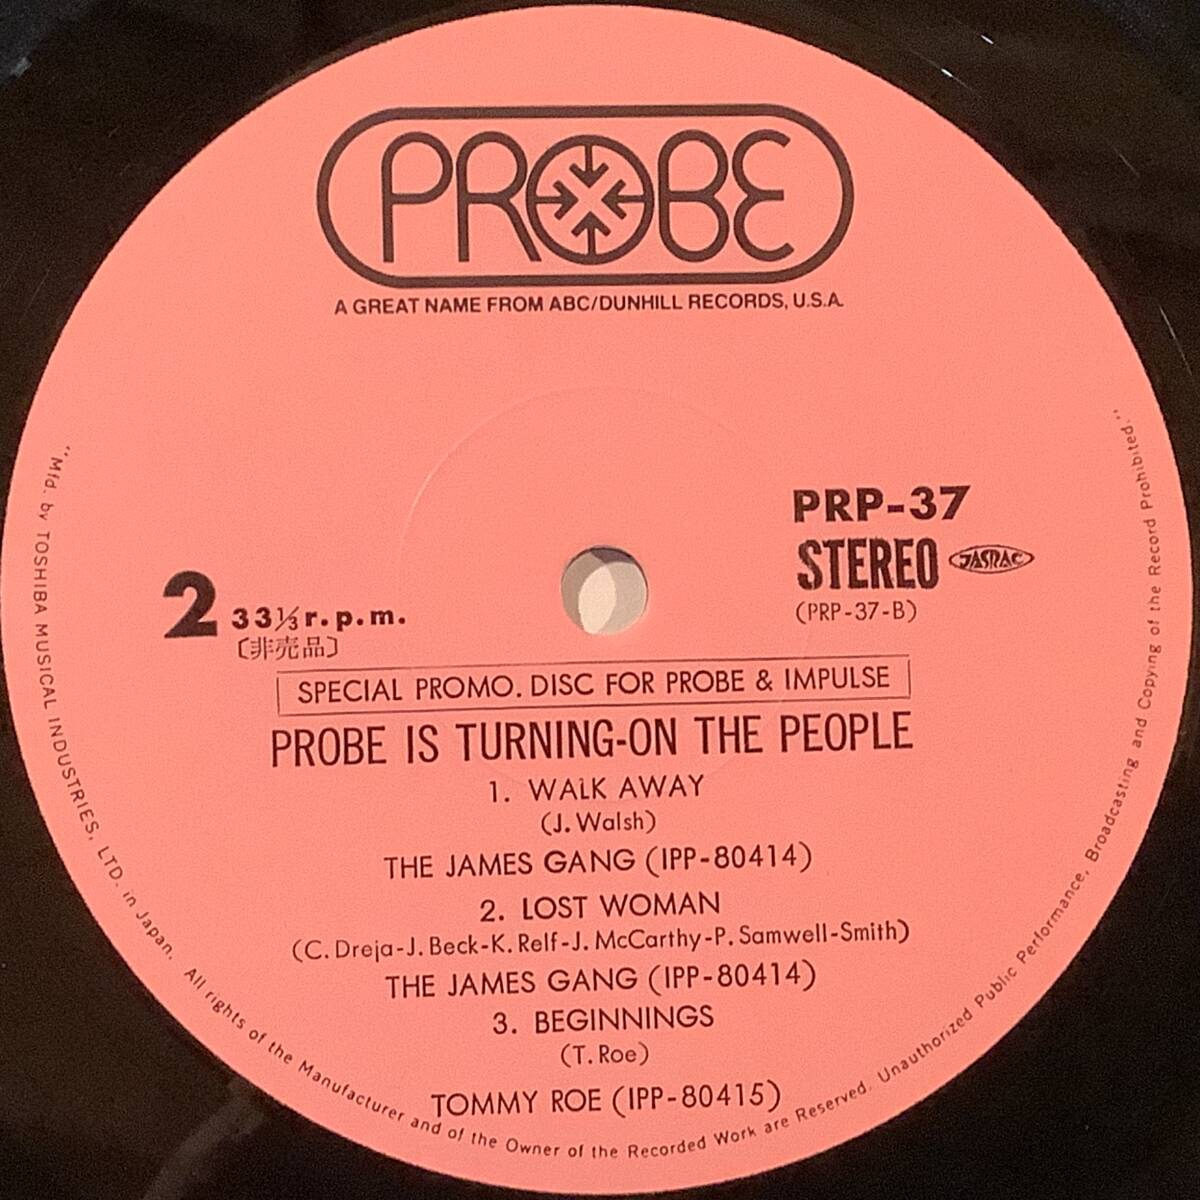 PROBE
A GREAT NAME FROM ABC/DUNHILL RECORDS, U.S.A.
PRP-37
STEREO JASRAC
(PRP-37-B)
2 33⅓ r.p.m.
〔非売品〕
SPECIAL PROMO. DISC FOR PROBE & IMPULSE
PROBE IS TURNING-ON THE PEOPLE
1. WALK AWAY
(J. Walsh)
THE JAMES GANG (IPP-80414)
2. LOST WOMAN
(C. Dreja-J. Beck-K. Relf-J. McCarthy-P. Samwell-Smith)
THE JAMES GANG (IPP-80414)
3. BEGINNINGS
(T. Roe)
TOMMY ROE (IPP-80415)
"Mfd. by TOSHIBA MUSICAL INDUSTRIES, LTD. in Japan. All rights of the Manufacturer and of the Owner of the Recorded Work are Reserved. Unauthorized Public Performance, Broadcasting and Copying of the Record Prohibited."